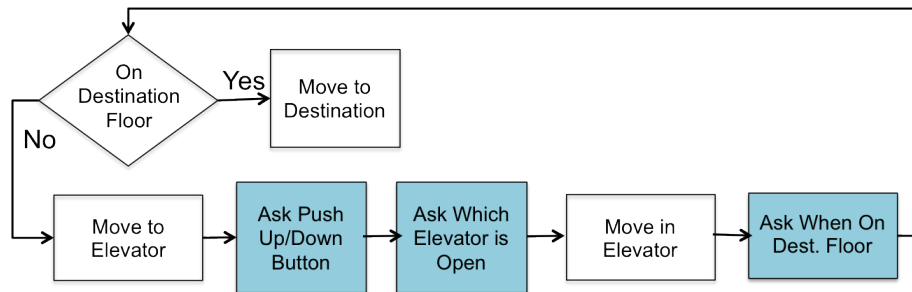 On
Destination
Floor
Yes
Move to
Destination
No
Move to
Elevator
Ask Push
Up/Down
Button
Ask Which
Elevator is
Open
Move in
Elevator
Ask When On
Dest. Floor